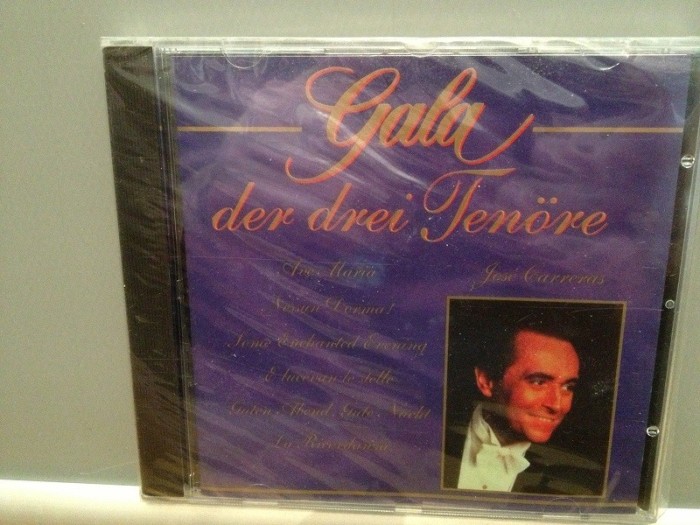 Gala
der drei Tenöre
Ave Maria
José Carreras
Nessun Dorma!
Some Enchanted Evening
E lucevan le stelle
Guten Abend, Gute Nacht
La Ricordanza